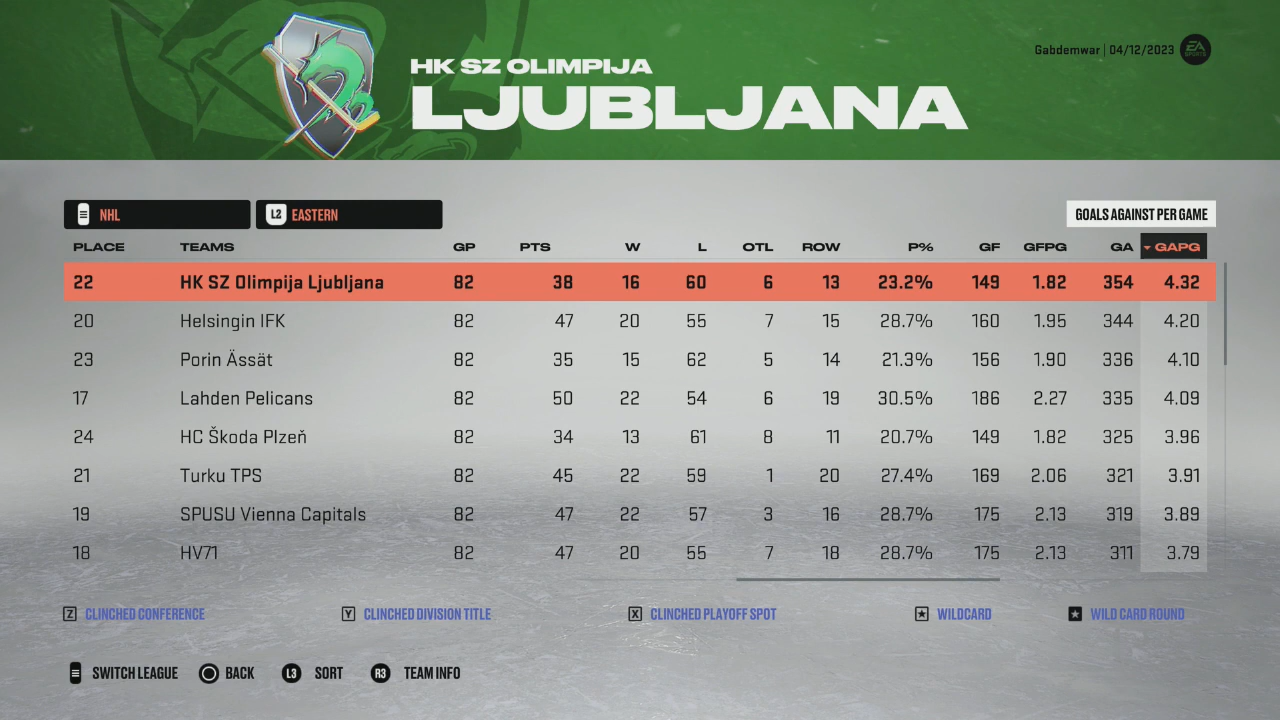 HK SZ OLIMPIJA
LJUBLJANA
Gabdemwar | 04/12/2023
NHL
L2 EASTERN
GOALS AGAINST PER GAME
PLACE TEAMS GP PTS W L OTL ROW P% GF GFPG GA GAPG
22 HK SZ Olimpija Ljubljana 82 38 16 60 6 13 23.2% 149 1.82 354 4.32
20 Helsingin IFK 82 47 20 55 7 15 28.7% 160 1.95 344 4.20
23 Porin Ässät 82 35 15 62 5 14 21.3% 156 1.90 336 4.10
17 Lahden Pelicans 82 50 22 54 6 19 30.5% 186 2.27 335 4.09
24 HC Škoda Plzeň 82 34 13 61 8 11 20.7% 149 1.82 325 3.96
21 Turku TPS 82 45 22 59 1 20 27.4% 169 2.06 321 3.91
19 SPUSU Vienna Capitals 82 47 22 57 3 16 28.7% 175 2.13 319 3.89
18 HV71 82 47 20 55 7 18 28.7% 175 2.13 311 3.79
Z CLINCHED CONFERENCE Y CLINCHED DIVISION TITLE X CLINCHED PLAYOFF SPOT WILDCARD WILD CARD ROUND
SWITCH LEAGUE BACK L3 SORT R3 TEAM INFO